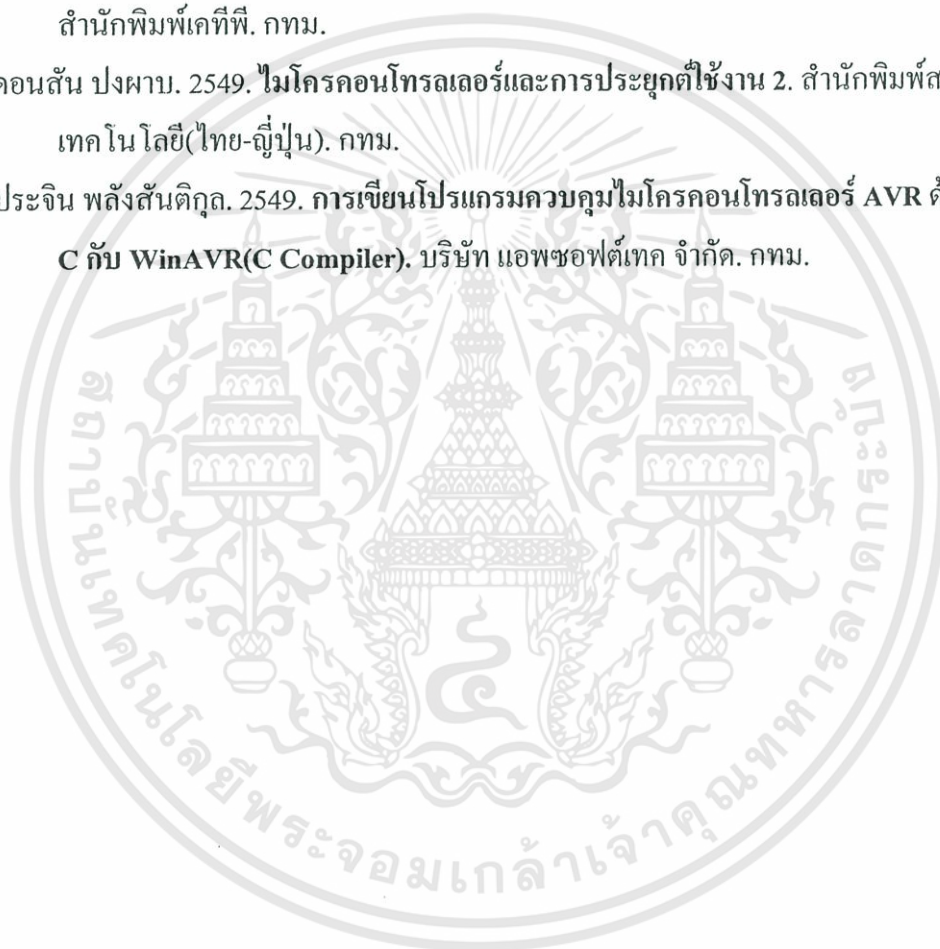 สำนักพิมพ์เคทีพี. กทม.
คอนสัน ปงผาบ. 2549. ไมโครคอนโทรลเลอร์และการประยุกต์ใช้งาน 2. สำนักพิมพ์ส
เทคโนโลยี(ไทย-ญี่ปุ่น). กทม.
ประจิน พลังสันติกุล. 2549. การเขียนโปรแกรมควบคุมไมโครคอนโทรลเลอร์ AVR ด้
C กับ WinAVR(C Compiler). บริษัท แอพซอฟต์เทค จำกัด. กทม.
สถาบันเทคโนโลยีพระจอมเกล้าเจ้าคุณทหารลาดกระบัง